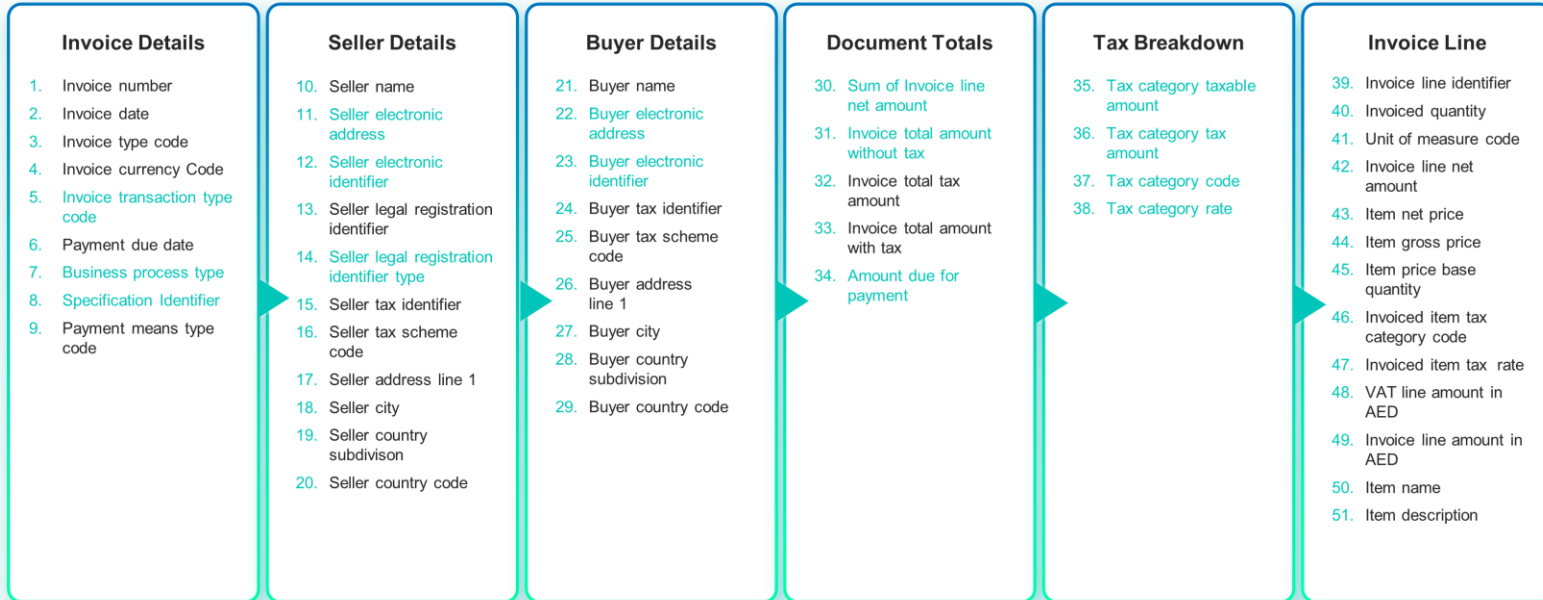 Invoice Details
1. Invoice number
2. Invoice date
3. Invoice type code
4. Invoice currency Code
5. Invoice transaction type
code
6. Payment due date
7. Business process type
8. Specification Identifier
9. Payment means type
code
Seller Details
10. Seller name
11. Seller electronic
address
12. Seller electronic
identifier
13. Seller legal registration
identifier
14. Seller legal registration
identifier type
15. Seller tax identifier
16. Seller tax scheme
code
17. Seller address line 1
18. Seller city
19. Seller country
subdivison
20. Seller country code
Buyer Details
21. Buyer name
22. Buyer electronic
address
23. Buyer electronic
identifier
24. Buyer tax identifier
25. Buyer tax scheme
code
26. Buyer address
line 1
27. Buyer city
28. Buyer country
subdivision
29. Buyer country code
Document Totals
30. Sum of Invoice line
net amount
31. Invoice total amount
without tax
32. Invoice total tax
amount
33. Invoice total amount
with tax
34. Amount due for
payment
Tax Breakdown
35. Tax category taxable
amount
36. Tax category tax
amount
37. Tax category code
38. Tax category rate
Invoice Line
39. Invoice line identifier
40. Invoiced quantity
41. Unit of measure code
42. Invoice line net
amount
43. Item net price
44. Item gross price
45. Item price base
quantity
46. Invoiced item tax
category code
47. Invoiced item tax rate
48. VAT line amount in
AED
49. Invoice line amount in
AED
50. Item name
51. Item description